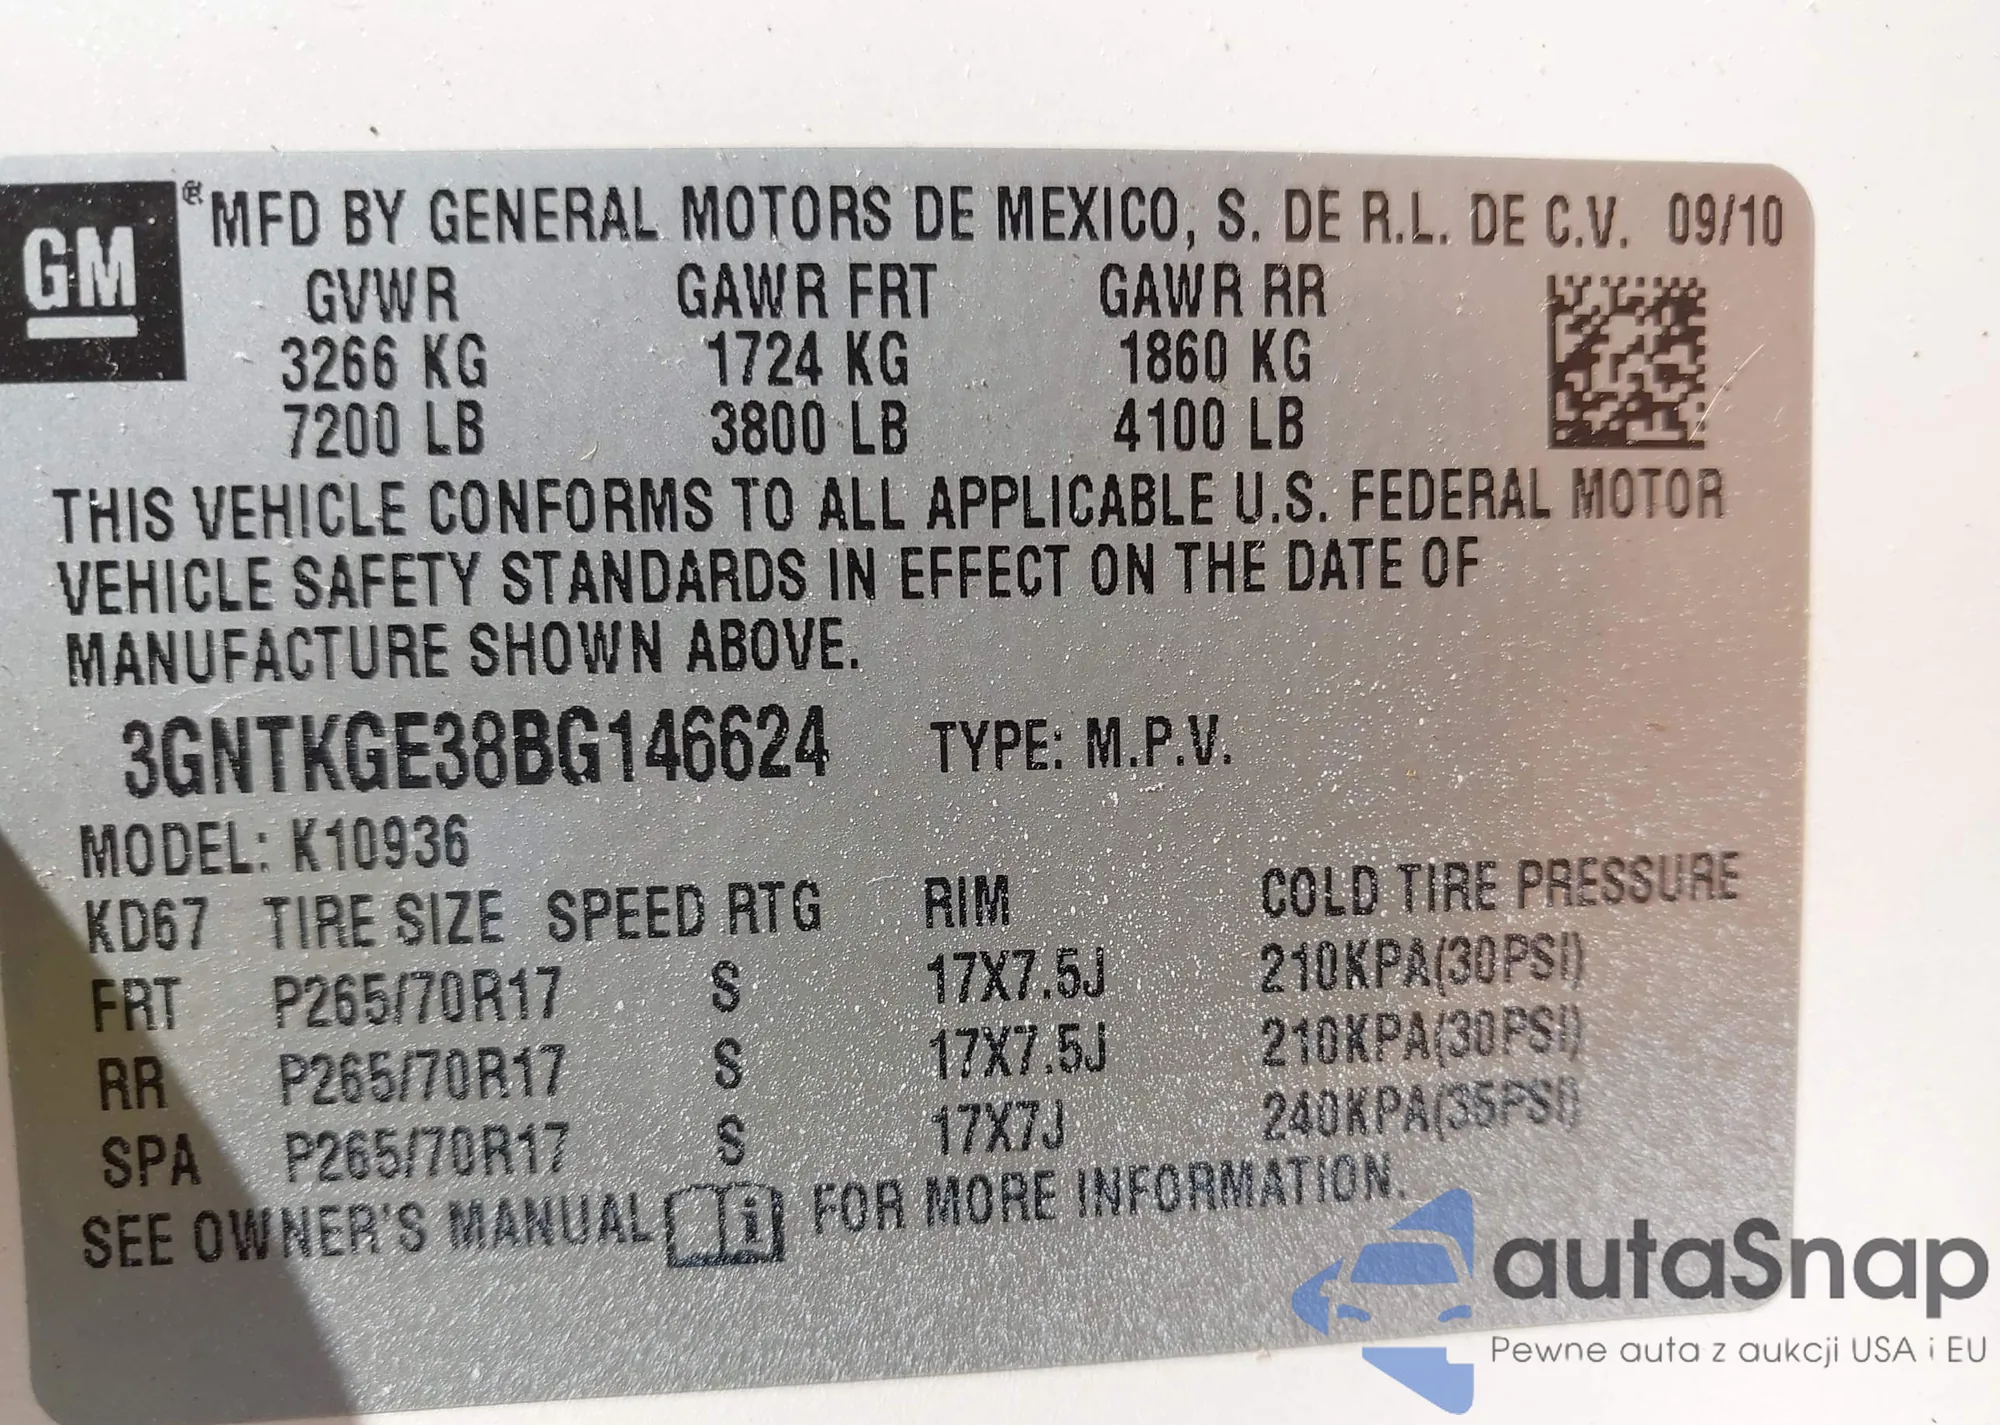 GM
® MFD BY GENERAL MOTORS DE MEXICO, S. DE R.L. DE C.V. 09/10
GVWR GAWR FRT GAWR RR
3266 KG 1724 KG 1860 KG
7200 LB 3800 LB 4100 LB
THIS VEHICLE CONFORMS TO ALL APPLICABLE U.S. FEDERAL MOTOR
VEHICLE SAFETY STANDARDS IN EFFECT ON THE DATE OF
MANUFACTURE SHOWN ABOVE.
3GNTKGE38BG146624 TYPE: M.P.V.
MODEL: K10936
KD67 TIRE SIZE SPEED RTG RIM COLD TIRE PRESSURE
FRT P265/70R17 S 17X7.5J 210KPA(30PSI)
RR P265/70R17 S 17X7.5J 210KPA(30PSI)
SPA P265/70R17 S 17X7J 240KPA(35PSI)
SEE OWNER'S MANUAL i FOR MORE INFORMATION.
autaSnap
Pewne auta z aukcji USA i EU